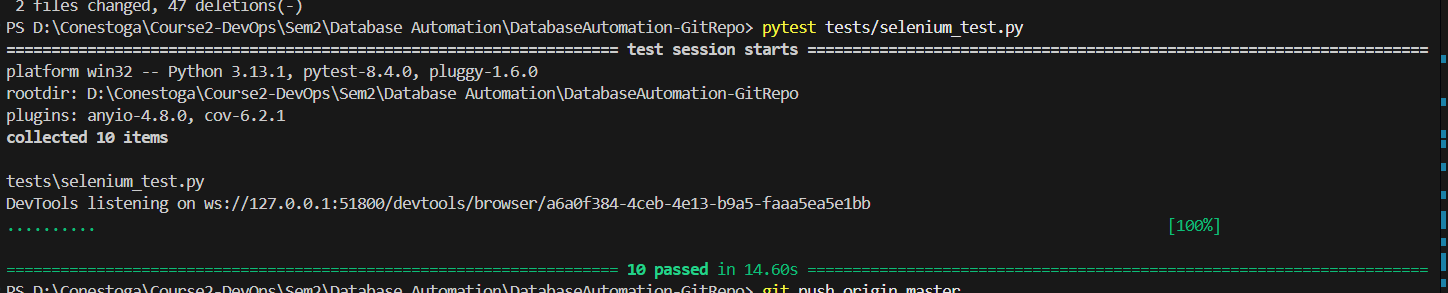 2 files changed, 47 deletions(-)
PS D:\Conestoga\Course2-DevOps\Sem2\Database Automation\DatabaseAutomation-GitRepo> pytest tests/selenium_test.py
============================================================================ test session starts ============================================================================
platform win32 -- Python 3.13.1, pytest-8.4.0, pluggy-1.6.0
rootdir: D:\Conestoga\Course2-DevOps\Sem2\Database Automation\DatabaseAutomation-GitRepo
plugins: anyio-4.8.0, cov-6.2.1
collected 10 items
tests\selenium_test.py
DevTools listening on ws://127.0.0.1:51800/devtools/browser/a6a0f384-4ceb-4e13-b9a5-faaa5ea5e1bb
.......... [100%]
============================================================================ 10 passed in 14.60s ============================================================================
PS D:\Conestoga\Course2-DevOps\Sem2\Database Automation\DatabaseAutomation-GitRepo> git push origin master